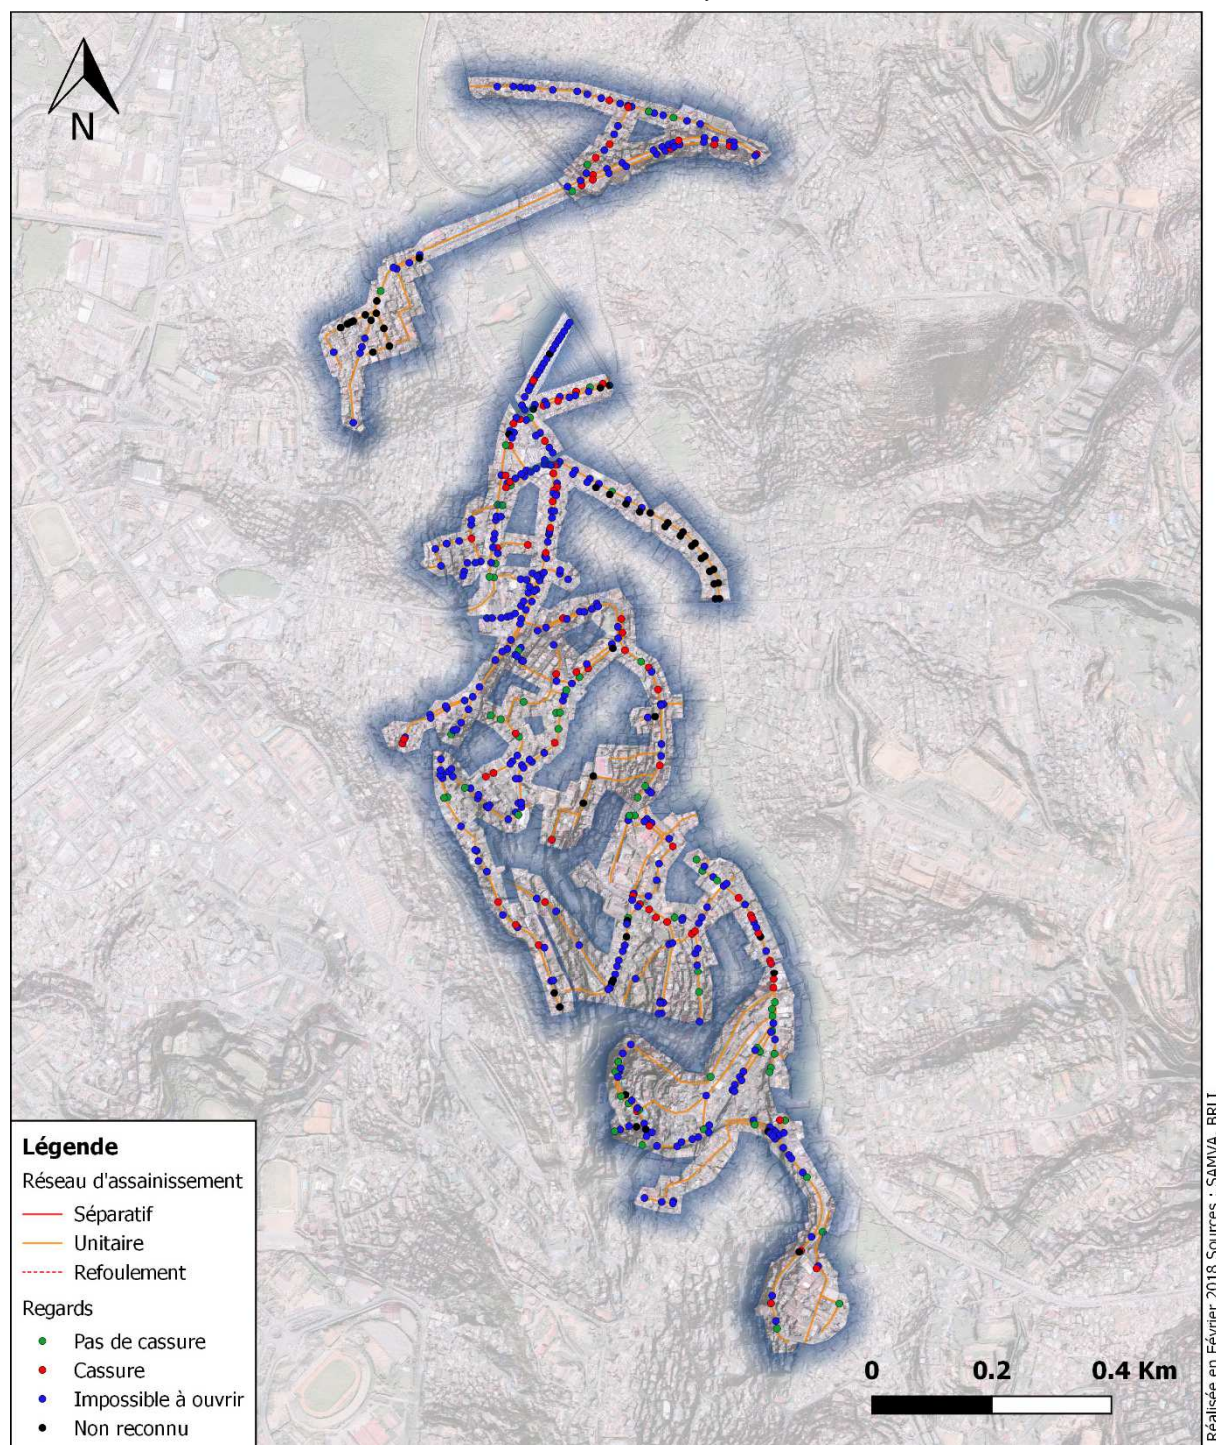 N
Légende
Réseau d'assainissement
Séparatif
Unitaire
Refoulement
Regards
Pas de cassure
Cassure
Impossible à ouvrir
Non reconnu
0 0.2 0.4 Km
Réalisée en Février 2018 Sources : SAMVA, BRLI